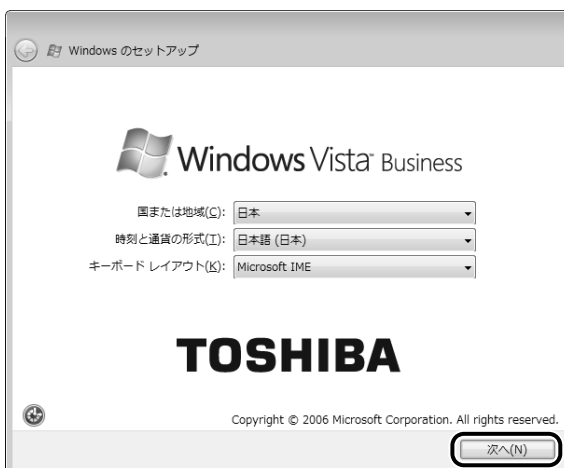 Windows のセットアップ
Windows Vista™ Business
国または地域(C): 日本
時刻と通貨の形式(T): 日本語 (日本)
キーボード レイアウト(K): Microsoft IME
TOSHIBA
Copyright © 2006 Microsoft Corporation. All rights reserved.
次へ(N)